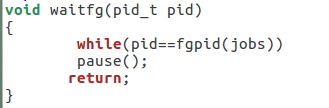 void waitfg(pid_t pid)
{
while(pid==fgpid(jobs))
pause();
return;
}